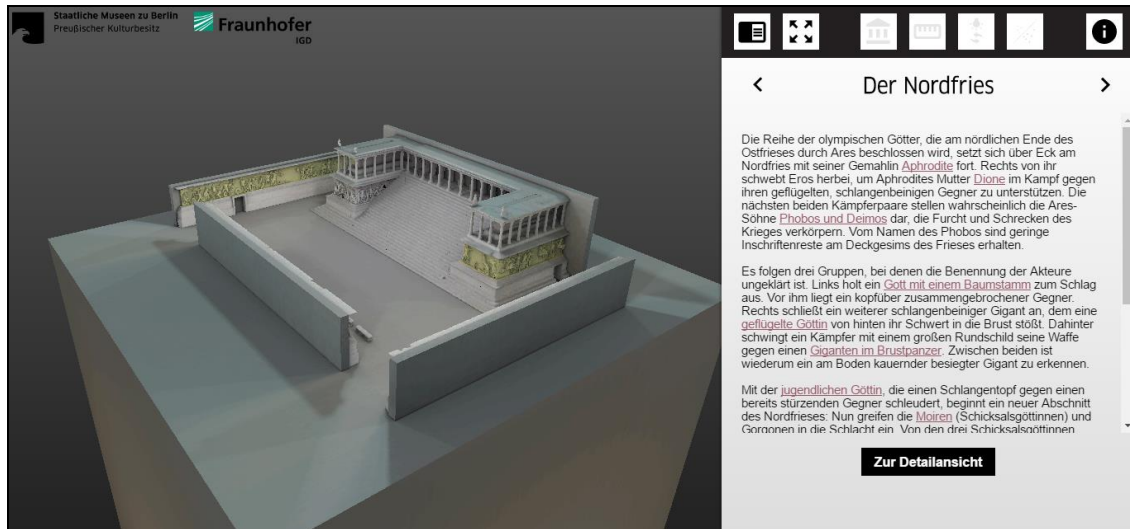 Staatliche Museen zu Berlin
Preußischer Kulturbesitz
Fraunhofer
IGD
Der Nordfries
Die Reihe der olympischen Götter, die am nördlichen Ende des
Ostfrieses durch Ares beschlossen wird, setzt sich über Eck am
Nordfries mit seiner Gemahlin Aphrodite fort. Rechts von ihr
schwebt Eros herbei, um Aphrodites Mutter Dione im Kampf gegen
ihren geflügelten, schlangenbeinigen Gegner zu unterstützen. Die
nächsten beiden Kämpferpaare stellen wahrscheinlich die Ares-
Söhne Phobos und Deimos dar, die Furcht und Schrecken des
Krieges verkörpern. Vom Namen des Phobos sind geringe
Inschriftenreste am Deckgesims des Frieses erhalten.
Es folgen drei Gruppen, bei denen die Benennung der Akteure
ungeklärt ist. Links holt ein Gott mit einem Baumstamm zum Schlag
aus. Vor ihm liegt ein kopfüber zusammengebrochener Gegner.
Rechts schließt ein weiterer schlangenbeiniger Gigant an, dem eine
geflügelte Göttin von hinten ihr Schwert in die Brust stößt. Dahinter
schwingt ein Kämpfer mit einem großen Rundschild seine Waffe
gegen einen Giganten im Brustpanzer. Zwischen beiden ist
wiederum ein am Boden kauernder besiegter Gigant zu erkennen.
Mit der jugendlichen Göttin, die einen Schlangentopf gegen einen
bereits stürzenden Gegner schleudert, beginnt ein neuer Abschnitt
des Nordfrieses: Nun greifen die Moiren (Schicksalsgöttinnen) und
Gorgonen in die Schlacht ein. Von den drei Schicksalsgöttinnen
Zur Detailansicht